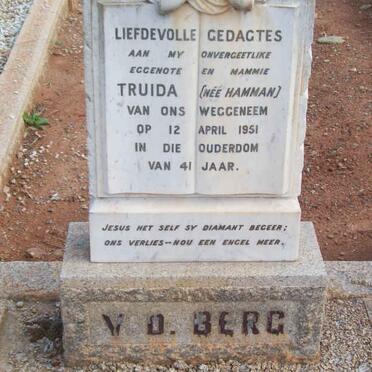 LIEFDEVOLLE GEDAGTES
AAN MY ONVERGEETLIKE
EGGENOTE EN MAMMIE
TRUIDA (NÉE HAMMAN)
VAN ONS WEGGENEEM
OP 12 APRIL 1951
IN DIE OUDERDOM
VAN 41 JAAR.
JESUS HET SELF SY DIAMANT BEGEER;
ONS VERLIES--NOU EEN ENGEL MEER.
V. D. BERG